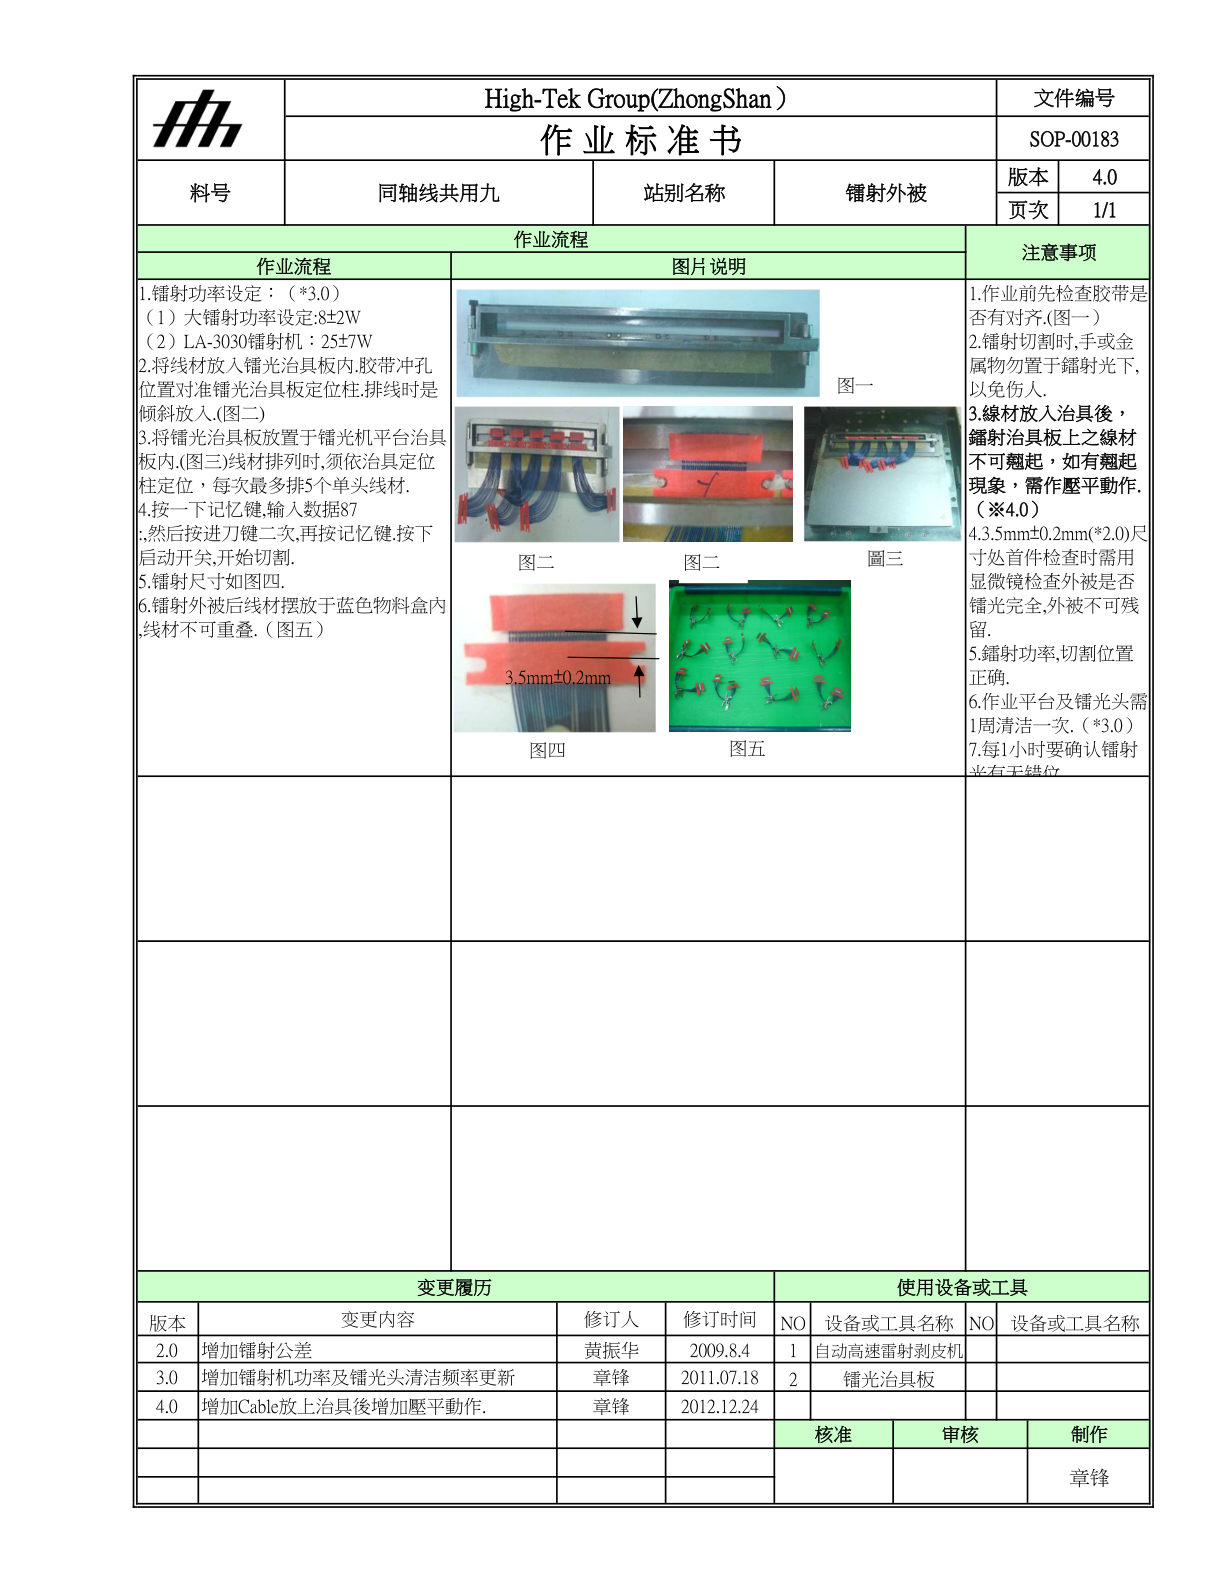 High-Tek Group(ZhongShan）
文件编号
作 业 标 准 书
SOP-00183
料号
同轴线共用九
站别名称
镭射外被
版本
4.0
页次
1/1
作业流程
注意事项
作业流程
图片说明
1.镭射功率设定：（*3.0）
（1）大镭射功率设定:8±2W
（2）LA-3030镭射机：25±7W
2.将线材放入镭光治具板内.胶带冲孔
位置对准镭光治具板定位柱.排线时是
倾斜放入.(图二)
3.将镭光治具板放置于镭光机平台治具
板内.(图三)线材排列时,须依治具定位
柱定位，每次最多排5个单头线材.
4.按一下记忆键,输入数据87
:,然后按进刀键二次,再按记忆键.按下
启动开关,开始切割.
5.镭射尺寸如图四.
6.镭射外被后线材摆放于蓝色物料盒内
,线材不可重叠.（图五）
图一
图二
图二
圖三
3.5mm±0.2mm
图四
图五
1.作业前先检查胶带是
否有对齐.(图一）
2.镭射切割时,手或金
属物勿置于鐳射光下,
以免伤人.
3.線材放入治具後，
鐳射治具板上之線材
不可翹起，如有翹起
現象，需作壓平動作.
（※4.0）
4.3.5mm±0.2mm(*2.0)尺
寸处首件检查时需用
显微镜检查外被是否
镭光完全,外被不可残
留.
5.鐳射功率,切割位置
正确.
6.作业平台及镭光头需
1周清洁一次.（*3.0）
7.每1小时要确认镭射
光有无错位
变更履历
使用设备或工具
版本
变更内容
修订人
修订时间
NO
设备或工具名称
NO
设备或工具名称
2.0
增加镭射公差
黄振华
2009.8.4
1
自动高速雷射剥皮机
3.0
增加镭射机功率及镭光头清洁频率更新
章锋
2011.07.18
2
镭光治具板
4.0
增加Cable放上治具後增加壓平動作.
章锋
2012.12.24
核准
审核
制作
章锋